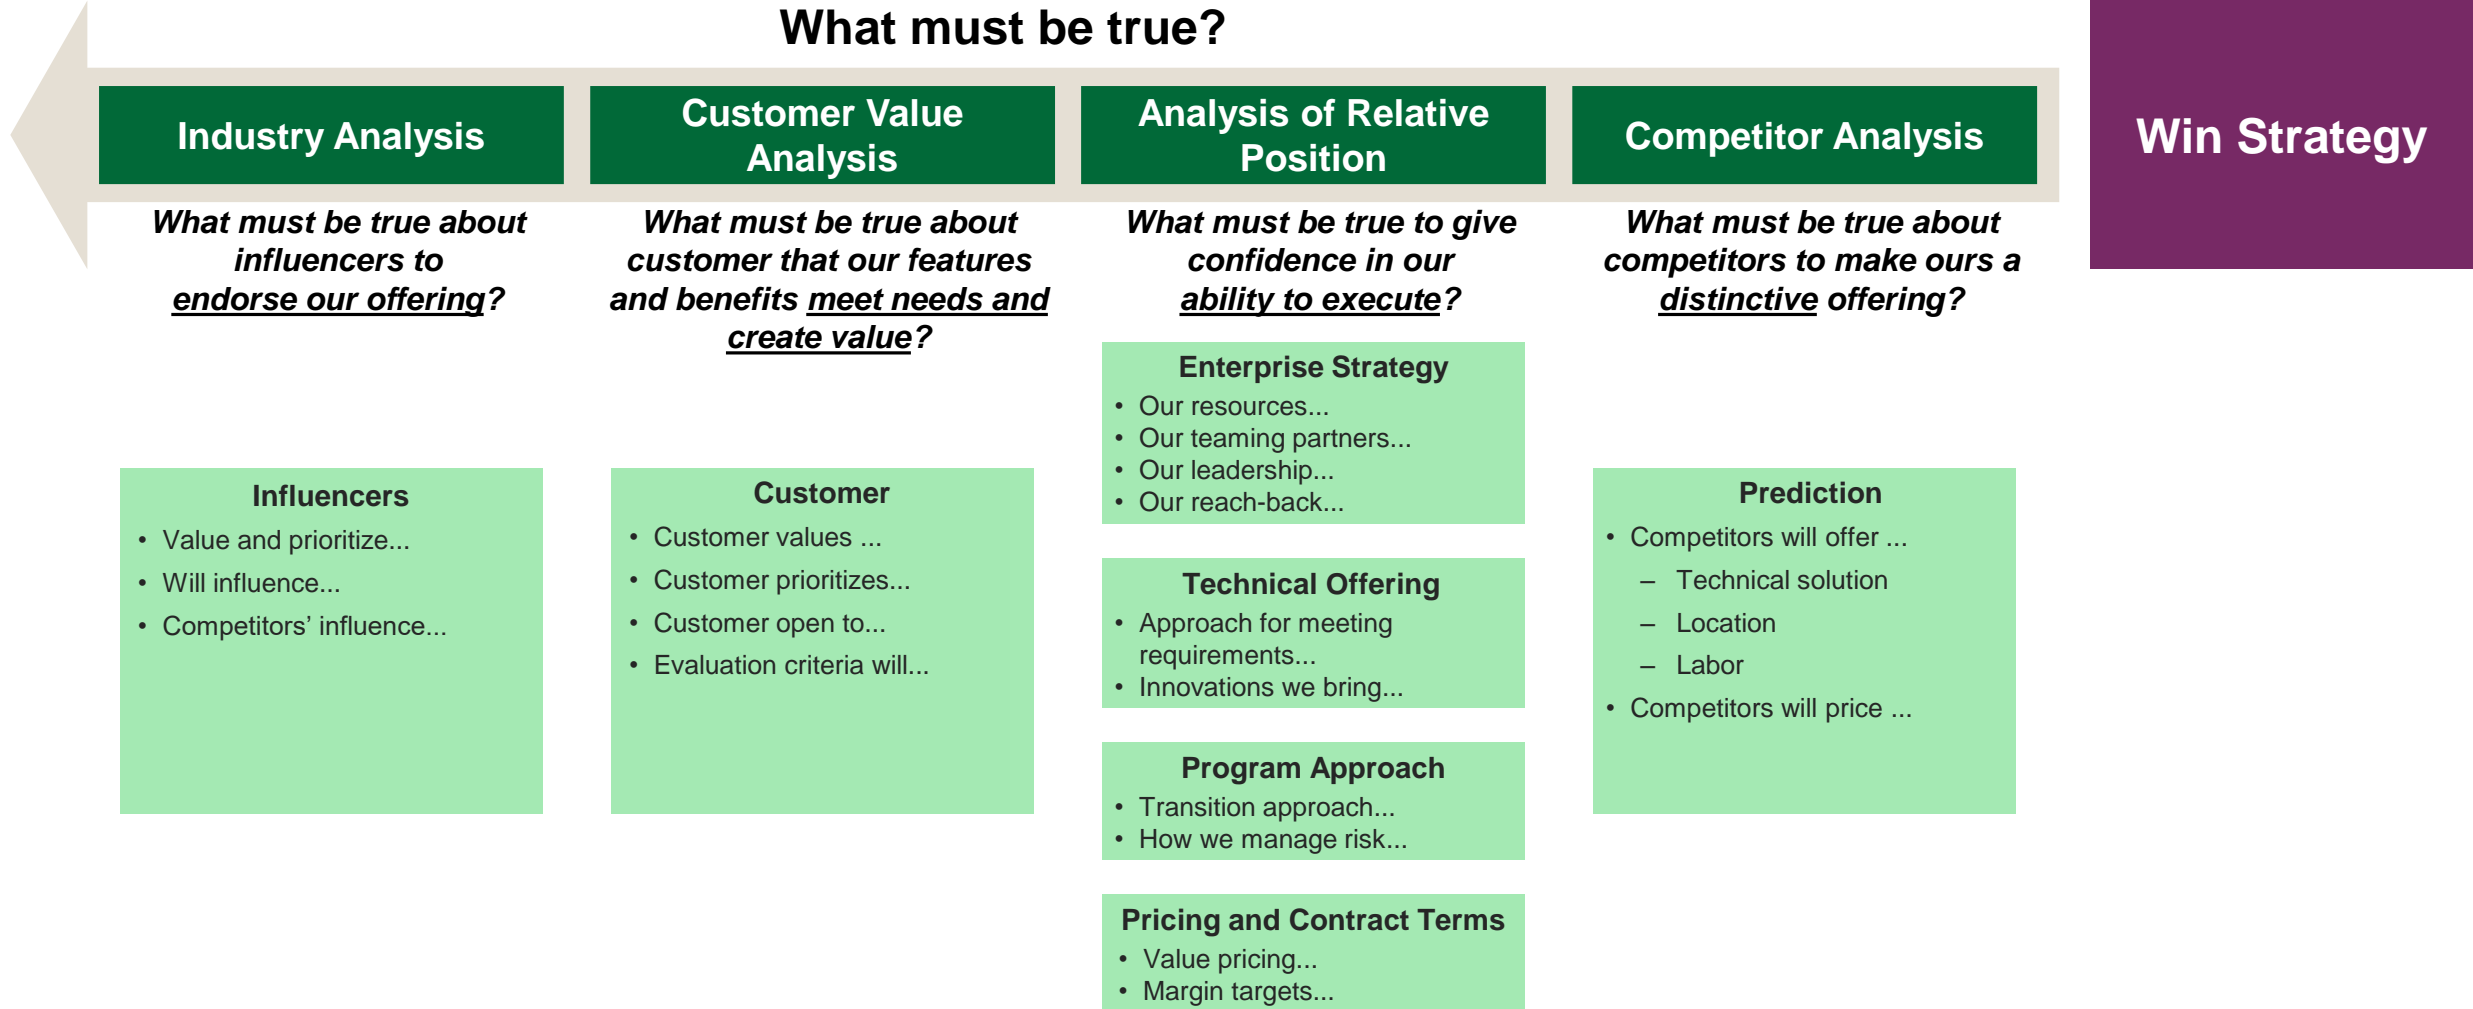 What must be true?
Industry Analysis
Customer Value
Analysis
Analysis of Relative
Position
Competitor Analysis
Win Strategy
What must be true about
influencers to
endorse our offering?
What must be true about
customer that our features
and benefits meet needs and
create value?
What must be true to give
confidence in our
ability to execute?
What must be true about
competitors to make ours a
distinctive offering?
Influencers
• Value and prioritize...
• Will influence...
• Competitors’ influence...
Customer
• Customer values ...
• Customer prioritizes...
• Customer open to...
• Evaluation criteria will...
Enterprise Strategy
• Our resources...
• Our teaming partners...
• Our leadership...
• Our reach-back...
Technical Offering
• Approach for meeting
requirements...
• Innovations we bring...
Program Approach
• Transition approach...
• How we manage risk...
Pricing and Contract Terms
• Value pricing...
• Margin targets...
Prediction
• Competitors will offer ...
– Technical solution
– Location
– Labor
• Competitors will price ...